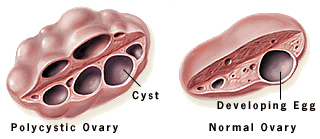 Cyst
Developing Egg
Polycystic Ovary
Normal Ovary